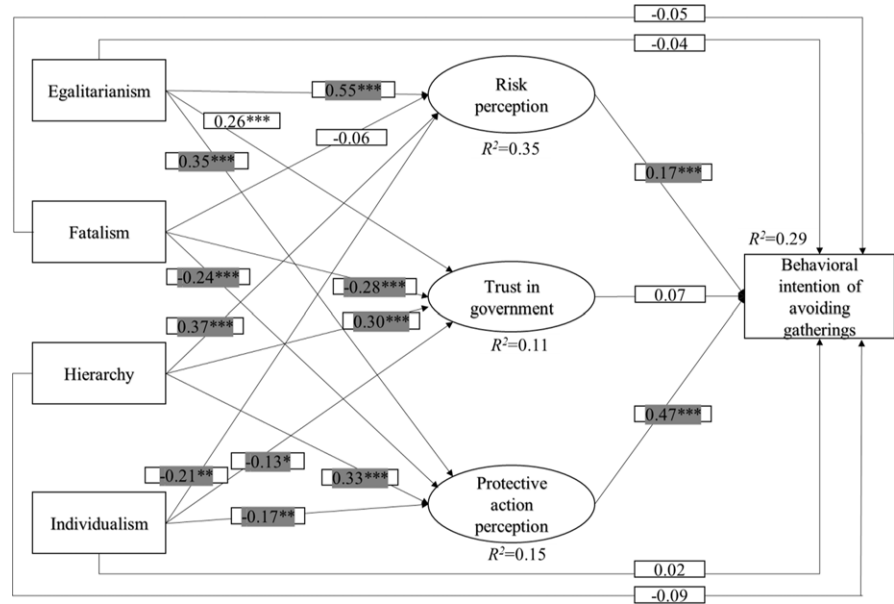 -0.05
-0.04
Egalitarianism
0.55***
Risk
perception
0.26***
-0.06
R²=0.35
0.35***
0.17***
Fatalism
R²=0.29
-0.24***
-0.28***
Trust in
government
0.07
Behavioral
intention of
avoiding
gatherings
0.37***
0.30***
R²=0.11
Hierarchy
0.47***
-0.21**
-0.13*
0.33***
Protective
action
perception
Individualism
-0.17**
R²=0.15
0.02
-0.09